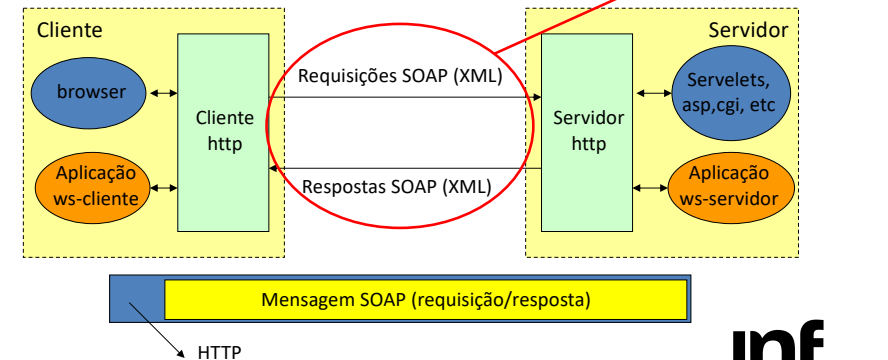 Cliente
Servidor
browser
Cliente
http
Aplicação
ws-cliente
Requisições SOAP (XML)
Respostas SOAP (XML)
Servidor
http
Servelets,
asp,cgi, etc
Aplicação
ws-servidor
Mensagem SOAP (requisição/resposta)
HTTP
inf